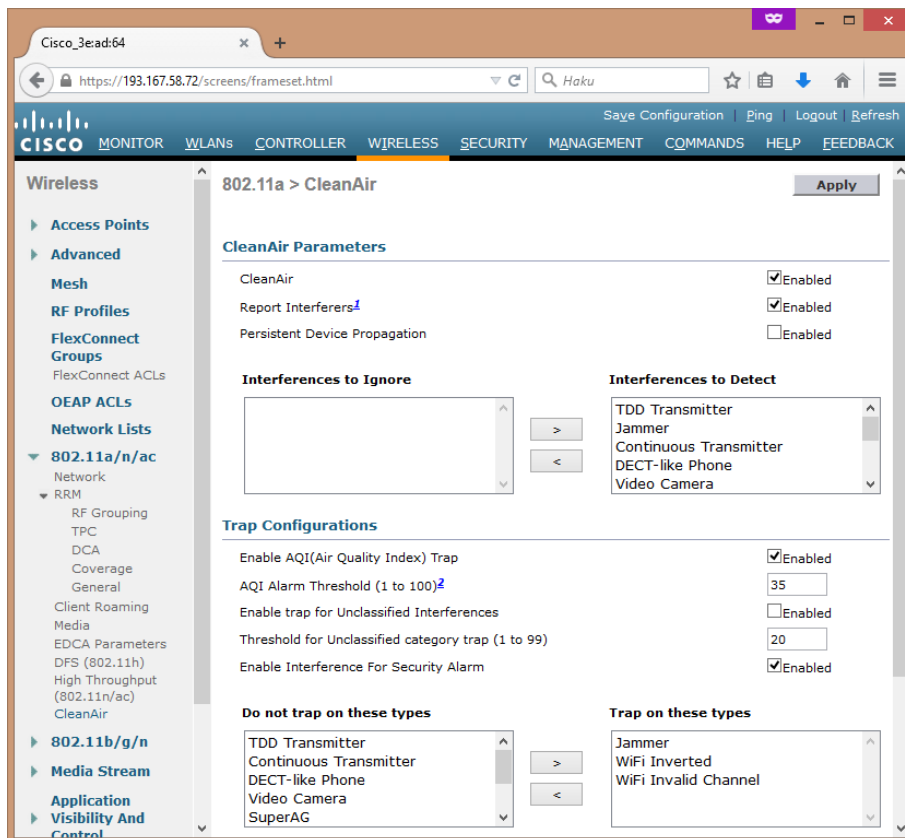 Cisco_3e:ad:64
https://193.167.58.72/screens/frameset.html
Haku
Save Configuration | Ping | Logout | Refresh
CISCO MONITOR WLANs CONTROLLER WIRELESS SECURITY MANAGEMENT COMMANDS HELP FEEDBACK
Wireless
Access Points
Advanced
Mesh
RF Profiles
FlexConnect
Groups
FlexConnect ACLs
OEAP ACLs
Network Lists
802.11a/n/ac
Network
RRM
RF Grouping
TPC
DCA
Coverage
General
Client Roaming
Media
EDCA Parameters
DFS (802.11h)
High Throughput
(802.11n/ac)
CleanAir
802.11b/g/n
Media Stream
Application
Visibility And
Control
802.11a > CleanAir
Apply
CleanAir Parameters
CleanAir Enabled
Report Interferers1 Enabled
Persistent Device Propagation Enabled
Interferences to Ignore
>
<
Interferences to Detect
TDD Transmitter
Jammer
Continuous Transmitter
DECT-like Phone
Video Camera
Trap Configurations
Enable AQI(Air Quality Index) Trap Enabled
AQI Alarm Threshold (1 to 100)2 35
Enable trap for Unclassified Interferences Enabled
Threshold for Unclassified category trap (1 to 99) 20
Enable Interference For Security Alarm Enabled
Do not trap on these types
TDD Transmitter
Continuous Transmitter
DECT-like Phone
Video Camera
SuperAG
>
<
Trap on these types
Jammer
WiFi Inverted
WiFi Invalid Channel